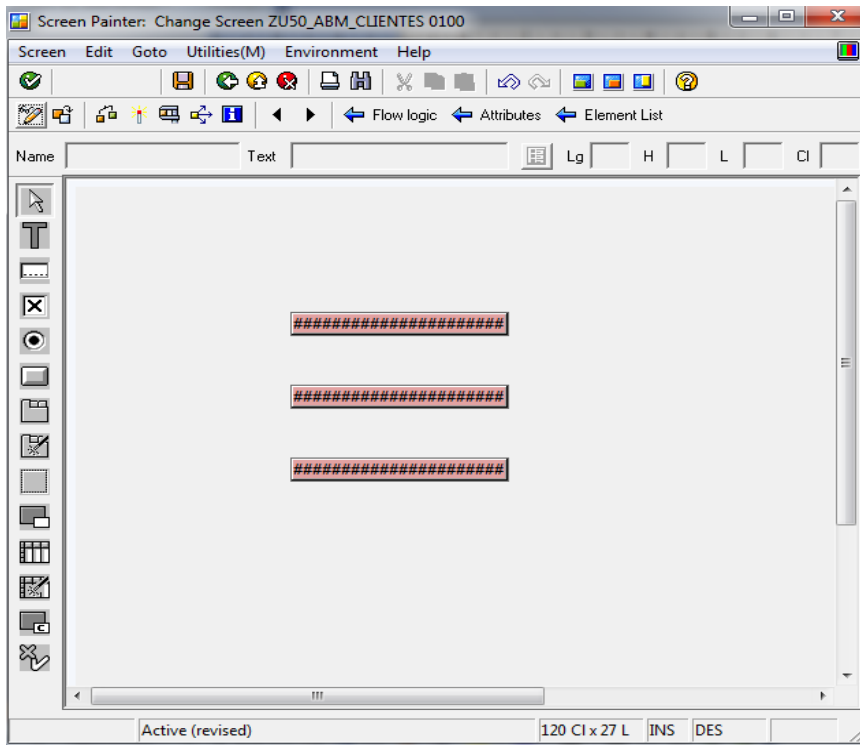 Screen Painter: Change Screen ZU50_ABM_CLIENTES 0100
Screen Edit Goto Utilities(M) Environment Help
Flow logic Attributes Element List
Name Text Lg H L Cl
######################
######################
######################
Active (revised) 120 Cl x 27 L INS DES